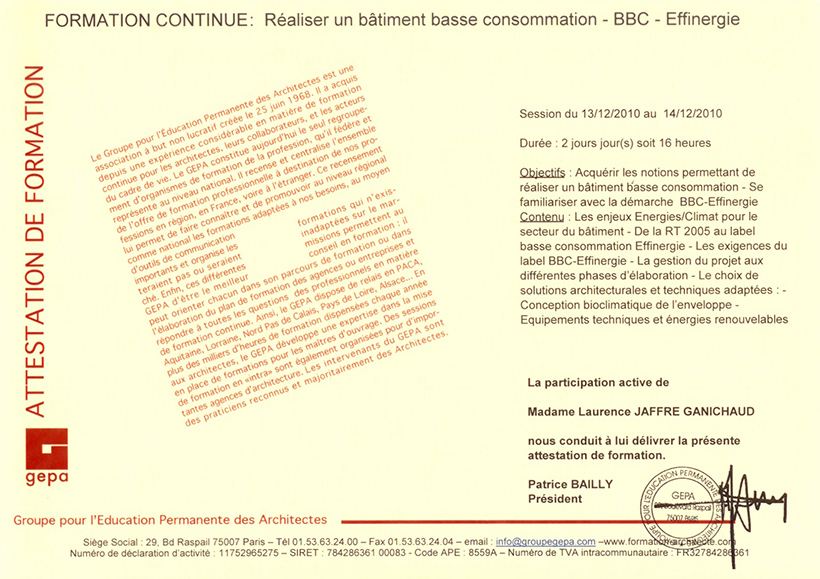 FORMATION CONTINUE: Réaliser un bâtiment basse consommation - BBC - Effinergie
ATTESTATION DE FORMATION
Le Groupe pour l'Éducation Permanente des Architectes est une
association à but non lucratif créée le 25 juin 1968. Il a acquis
depuis une expérience considérable en matière de formation
continue pour les architectes, leurs collaborateurs, et les acteurs
du cadre de vie. Le GEPA constitue aujourd'hui le seul regroupe-
ment d'organismes de formation de la profession, qu'il fédère et
représente au niveau national. Il recense et centralise l'ensemble
de l'offre de formation professionnelle à destination de nos pro-
fessions en région, en France, voire à l'étranger. Ce recensement
lui permet de faire connaître et de promouvoir au niveau régional
comme national les formations adaptées à nos besoins, au moyen
d'outils de communication formations qui n'exis-
importants et organise les inadaptées sur le mar-
teraient pas ou seraient missions permettent au
ché. Enfin, ces différentes conseil en formation ; il
GEPA d'être le meilleur
peut orienter chacun dans son parcours de formation ou dans
l'élaboration du plan de formation des agences ou entreprises et
répondre à toutes les questions des professionnels en matière
de formation continue. Ainsi, le GEPA dispose de relais en PACA,
Aquitaine, Lorraine, Nord Pas de Calais, Pays de Loire, Alsace... En
plus des milliers d'heures de formation dispensées chaque année
aux architectes, le GEPA développe une expertise dans la mise
en place de formations pour les maîtres d'ouvrage. Des sessions
de formation en «intra» sont également organisées pour d'impor-
tantes agences d'architecture. Les intervenants du GEPA sont
des praticiens reconnus et majoritairement des Architectes.
Session du 13/12/2010 au 14/12/2010
Durée : 2 jours jour(s) soit 16 heures
Objectifs : Acquérir les notions permettant de
réaliser un bâtiment basse consommation - Se
familiariser avec la démarche BBC-Effinergie
Contenu : Les enjeux Energies/Climat pour le
secteur du bâtiment - De la RT 2005 au label
basse consommation Effinergie - Les exigences du
label BBC-Effinergie - La gestion du projet aux
différentes phases d'élaboration - Le choix de
solutions architecturales et techniques adaptées : -
Conception bioclimatique de l'enveloppe -
Equipements techniques et énergies renouvelables
La participation active de
Madame Laurence JAFFRE GANICHAUD
nous conduit à lui délivrer la présente
attestation de formation.
Patrice BAILLY
Président
GROUPE POUR L'ÉDUCATION PERMANENTE DES ARCHITECTES
GEPA
Boulevard Raspail
75007 PARIS
gepa
Groupe pour l'Education Permanente des Architectes
Siège Social : 29, Bd Raspail 75007 Paris – Tél 01.53.63.24.00 – Fax 01.53.63.24.04 – email : info@groupegepa.com –www.formation-architecte.com
Numéro de déclaration d'activité : 11752965275 – SIRET : 784286361 00083 - Code APE : 8559A – Numéro de TVA intracommunautaire : FR32784286361